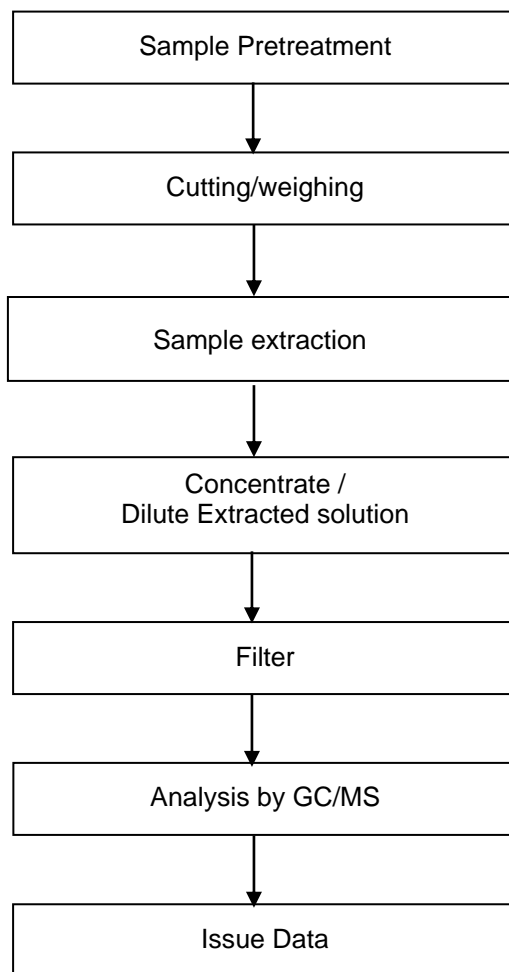 Sample Pretreatment
Cutting/weighing
Sample extraction
Concentrate /
Dilute Extracted solution
Filter
Analysis by GC/MS
Issue Data